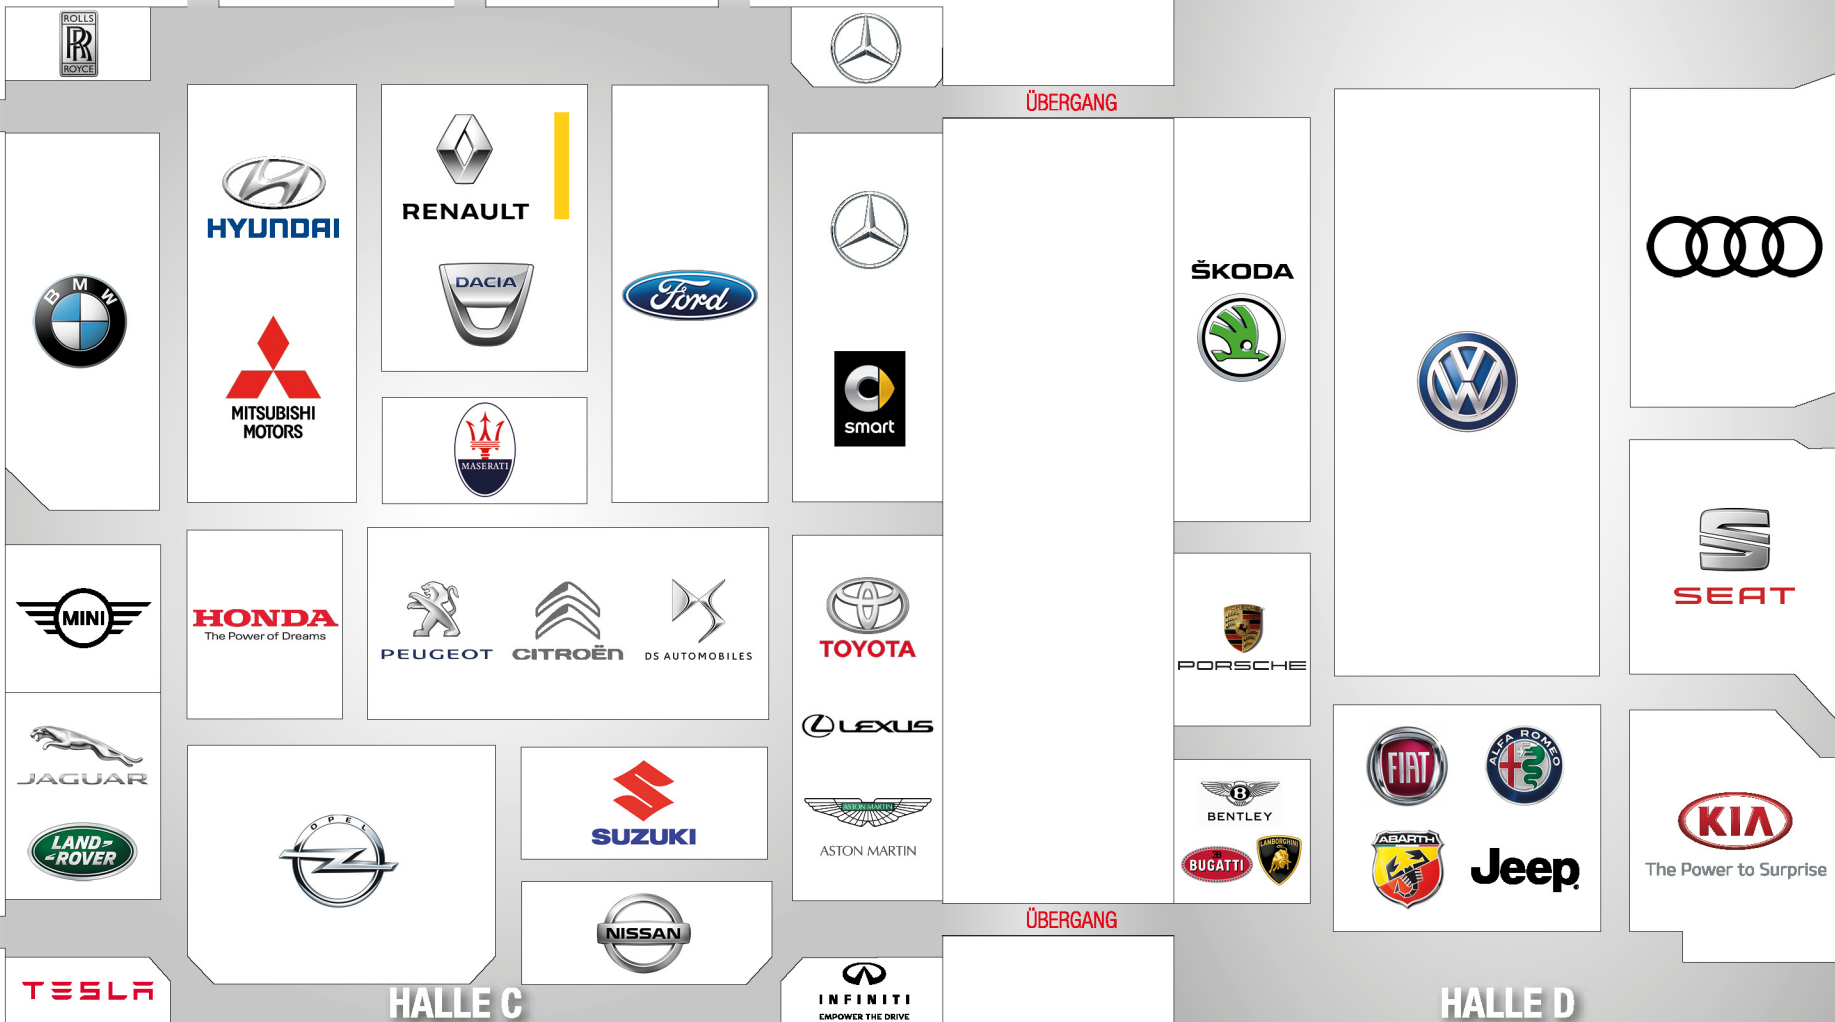 ROLLS
RR
ROYCE
ÜBERGANG
HYUNDAI
RENAULT
DACIA
Ford
BMW
MITSUBISHI
MOTORS
MASERATI
smart
ŠKODA
VW
MINI
HONDA
The Power of Dreams
PEUGEOT
CITROËN
DS AUTOMOBILES
TOYOTA
PORSCHE
PORSCHE
SEAT
JAGUAR
LAND-
-ROVER
OPEL
SUZUKI
NISSAN
LEXUS
ASTON MARTIN
ASTON MARTIN
B
BENTLEY
BUGATTI
LAMBORGHINI
FIAT
ALFA ROMEO
ABARTH
Jeep
KIA
The Power to Surprise
ÜBERGANG
TESLA
HALLE C
INFINITI
EMPOWER THE DRIVE
HALLE D